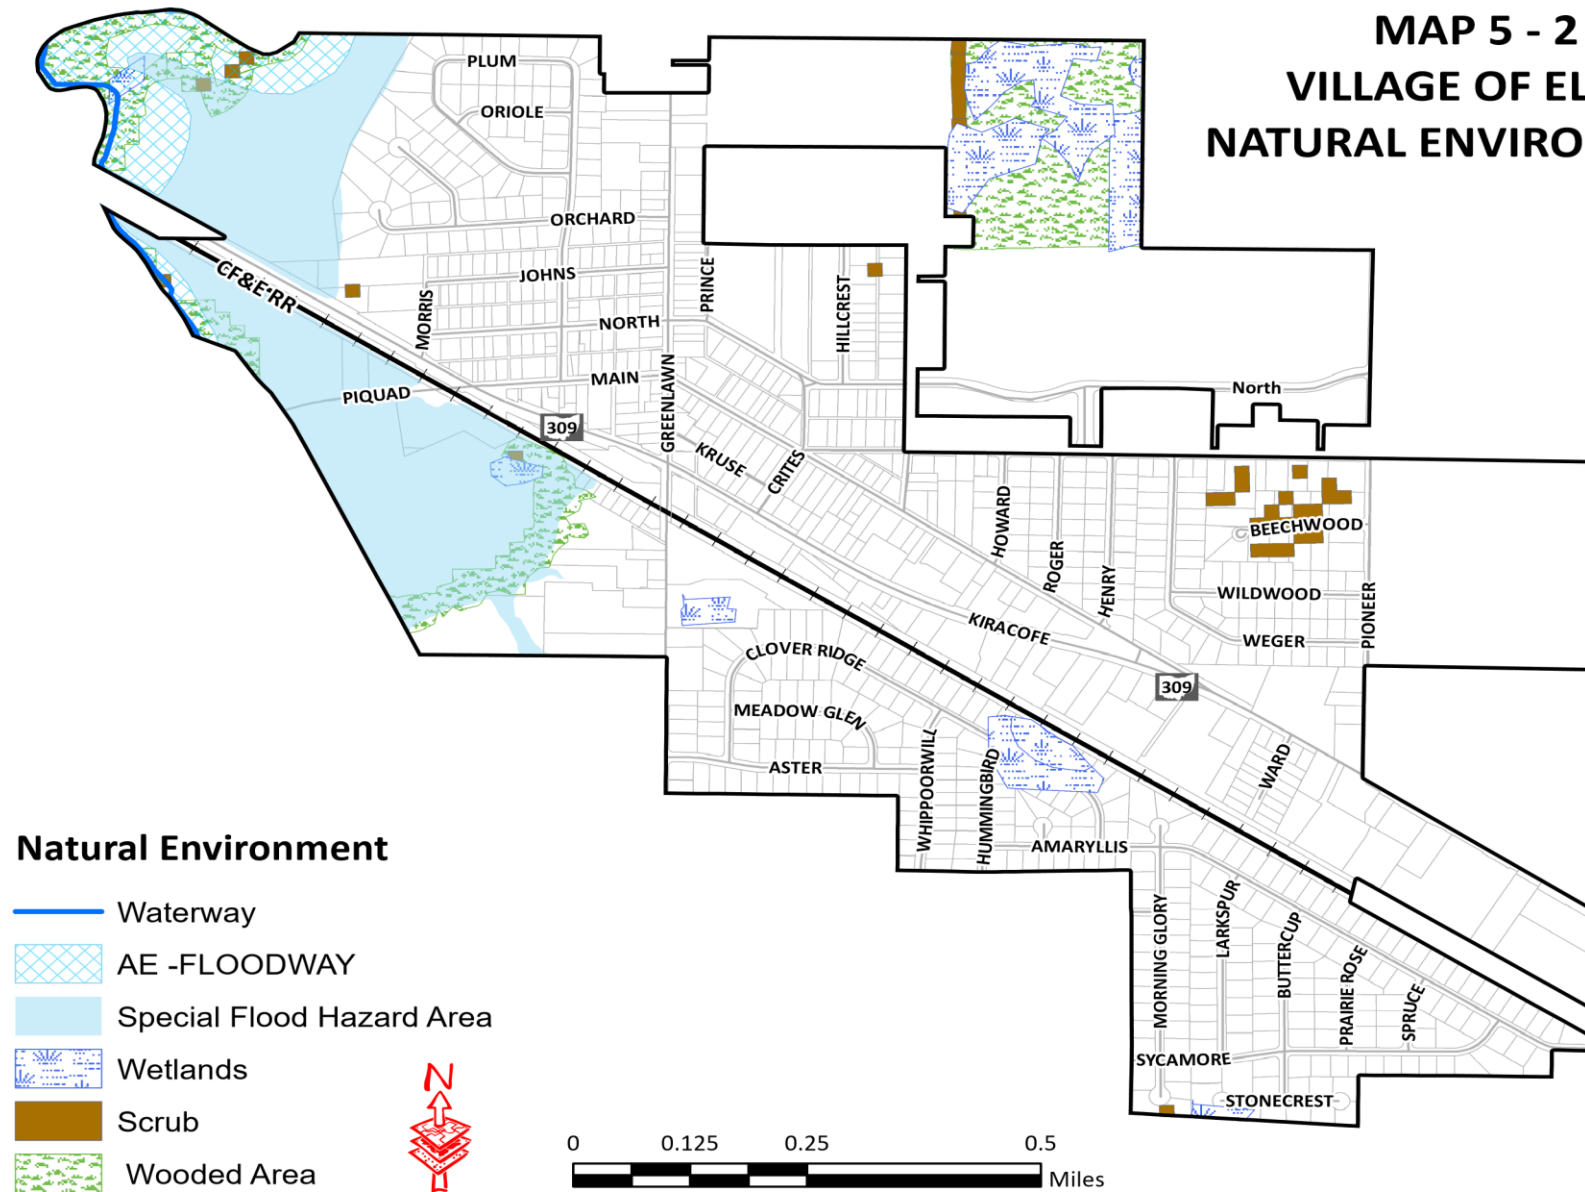 MAP 5 - 2
VILLAGE OF EL
NATURAL ENVIRO
PLUM
ORIOLE
ORCHARD
JOHNS
CF&E RR
MORRIS
PRINCE
HILLCREST
NORTH
MAIN
PIQUAD
North
309
GREENLAWN
KRUSE
CRITES
HOWARD
ROGER
HENRY
BEECHWOOD
WILDWOOD
WEGER
PIONEER
KIRACOFE
309
CLOVER RIDGE
MEADOW GLEN
ASTER
WHIPPOORWILL
HUMMINGBIRD
WARD
AMARYLLIS
MORNING GLORY
LARKSPUR
BUTTERCUP
PRAIRIE ROSE
SPRUCE
SYCAMORE
STONECREST
Natural Environment
Waterway
AE -FLOODWAY
Special Flood Hazard Area
Wetlands
Scrub
Wooded Area
N
0 0.125 0.25 0.5
Miles